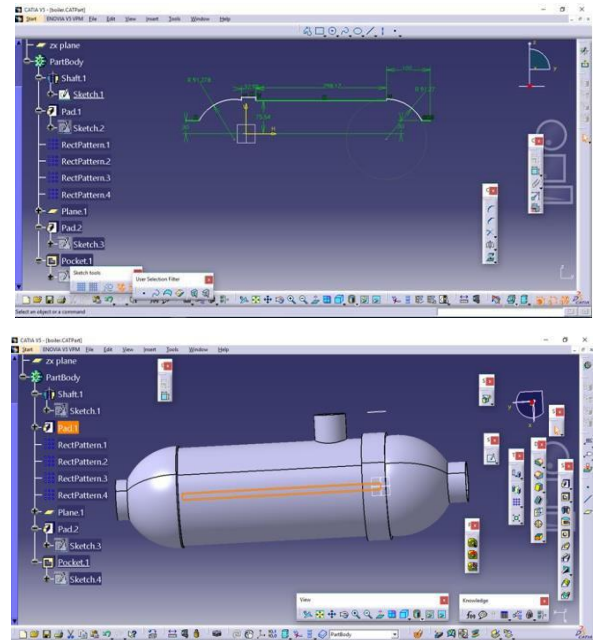 CATIA V5 - [boiler.CATPart]
Start ENOVIA V5 VPM File Edit View Insert Tools Window Help
zx plane
PartBody
Shaft.1
Sketch.1
Pad.1
Sketch.2
RectPattern.1
RectPattern.2
RectPattern.3
RectPattern.4
Plane.1
Pad.2
Sketch.3
Pocket.1
Sketch tools
User Selection Filter
Select an object or a command
CATIA V5 - [boiler.CATPart]
Start ENOVIA V5 VPM File Edit View Insert Tools Window Help
zx plane
PartBody
Shaft.1
Sketch.1
Pad.1
RectPattern.1
RectPattern.2
RectPattern.3
RectPattern.4
Plane.1
Pad.2
Sketch.3
Pocket.1
Sketch.4
View
Knowledge
PartBody